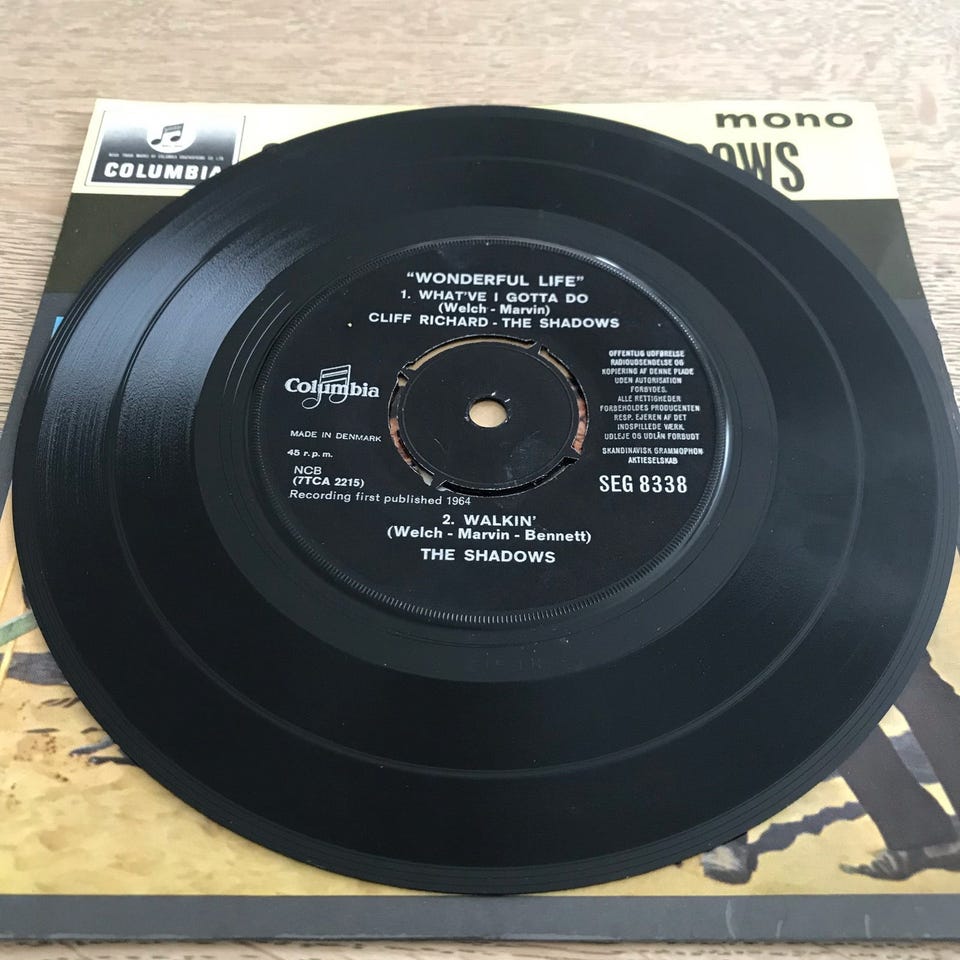 mono
COLUMBIA
OWS
"WONDERFUL LIFE"
1. WHAT'VE I GOTTA DO
(Welch - Marvin)
CLIFF RICHARD - THE SHADOWS
Columbia
MADE IN DENMARK
45 r.p.m.
NCB
(7TCA 2215)
Recording first published 1964
OFFENTLIG UDFØRELSE
RADIOUDSENDELSE OG
KOPIERING AF DENNE PLADE
UDEN AUTORISATION
FORBYDES.
ALLE RETTIGHEDER
FORBEHOLDES PRODUCENTEN
RESP. EJEREN AF DET
INDSPILLEDE VÆRK.
UDLEJE OG UDLÅN FORBUDT
SKANDINAVISK GRAMMOPHON
AKTIESELSKAB
SEG 8338
2. WALKIN'
(Welch - Marvin - Bennett)
THE SHADOWS